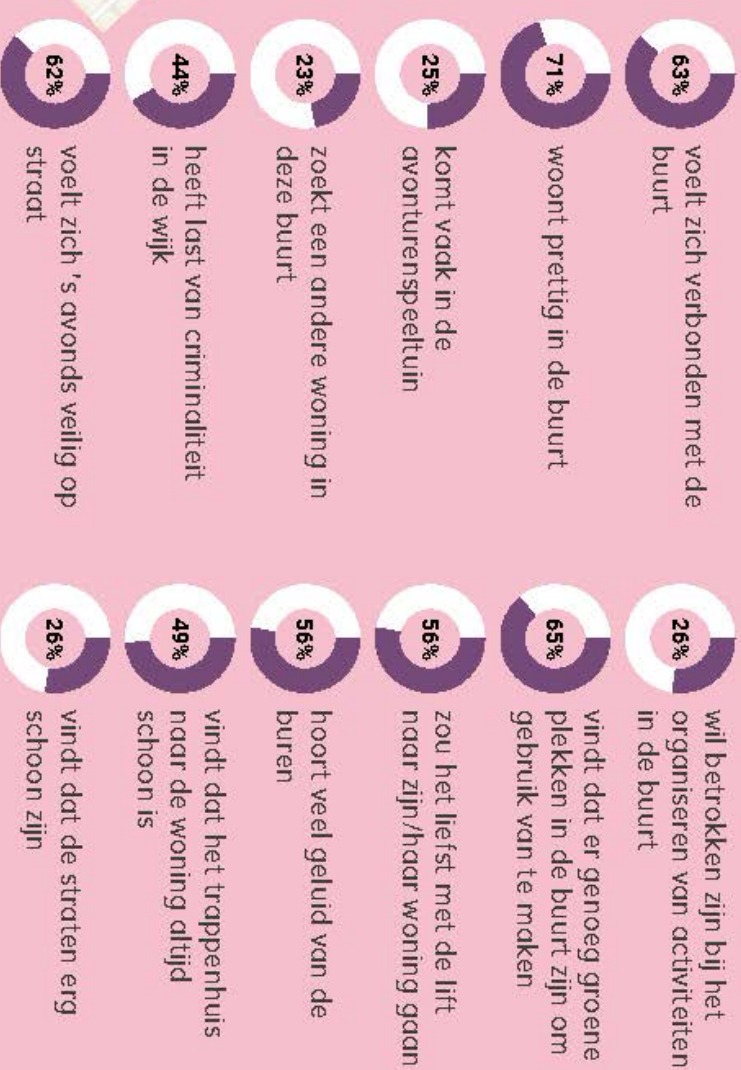 63%
voelt zich verbonden met de
buurt
71%
woont prettig in de buurt
25%
komt vaak in de
avonturenspeeltuin
23%
zoekt een andere woning in
deze buurt
44%
heeft last van criminaliteit
in de wijk
62%
voelt zich 's avonds veilig op
straat
26%
wil betrokken zijn bij het
organiseren van activiteiten
in de buurt
65%
vindt dat er genoeg groene
plekken in de buurt zijn om
gebruik van te maken
56%
zou het liefst met de lift
naar zijn/haar woning gaan
56%
hoort veel geluid van de
buren
49%
vindt dat het trappenhuis
naar de woning altijd
schoon is
26%
vindt dat de straten erg
schoon zijn